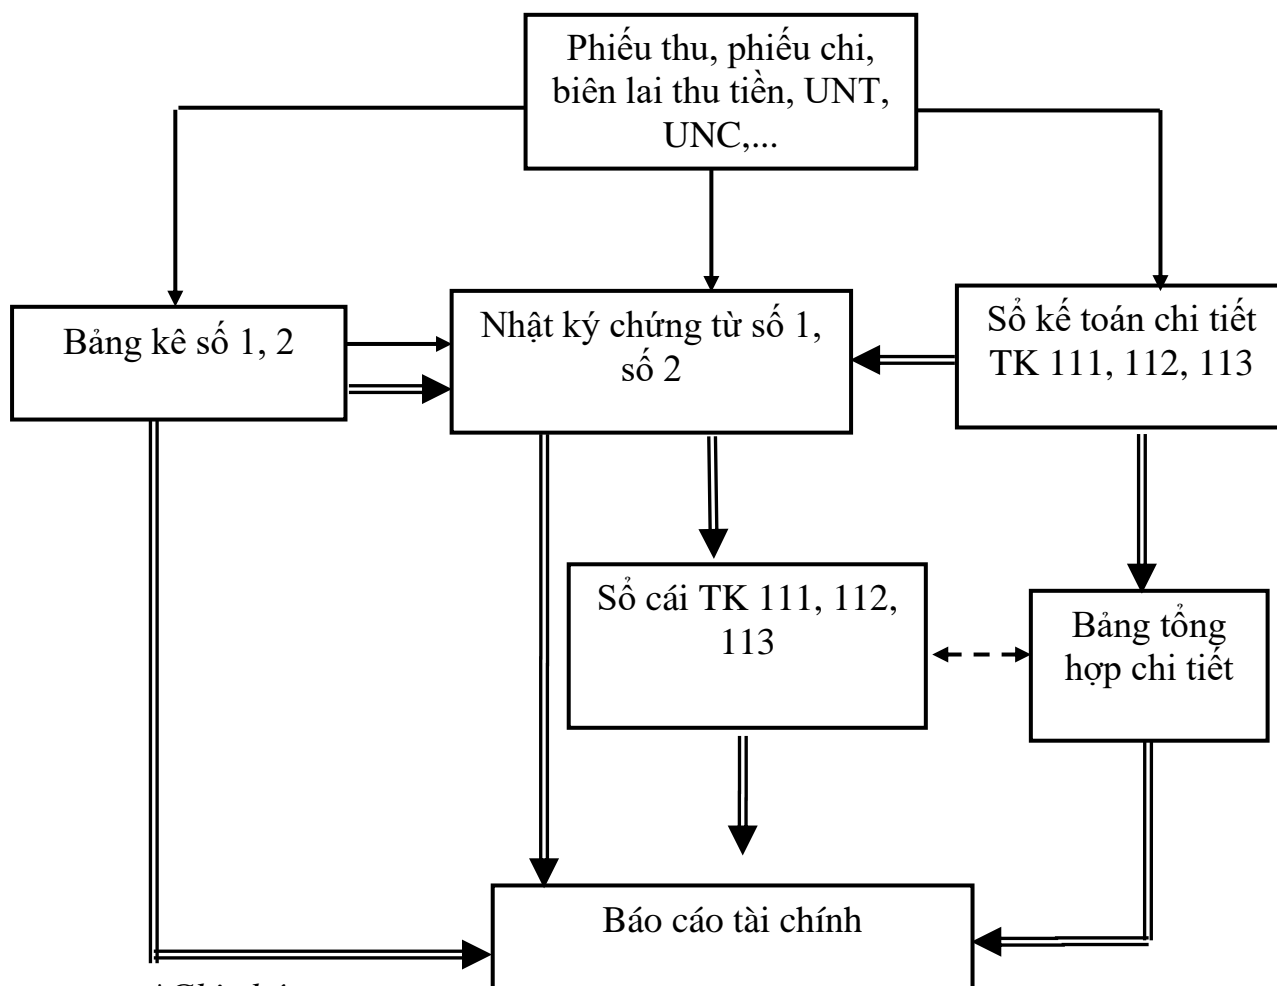 Phiếu thu, phiếu chi,
biên lai thu tiền, UNT,
UNC,...
Bảng kê số 1, 2
Nhật ký chứng từ số 1,
số 2
Sổ kế toán chi tiết
TK 111, 112, 113
Sổ cái TK 111, 112,
113
Bảng tổng
hợp chi tiết
Báo cáo tài chính